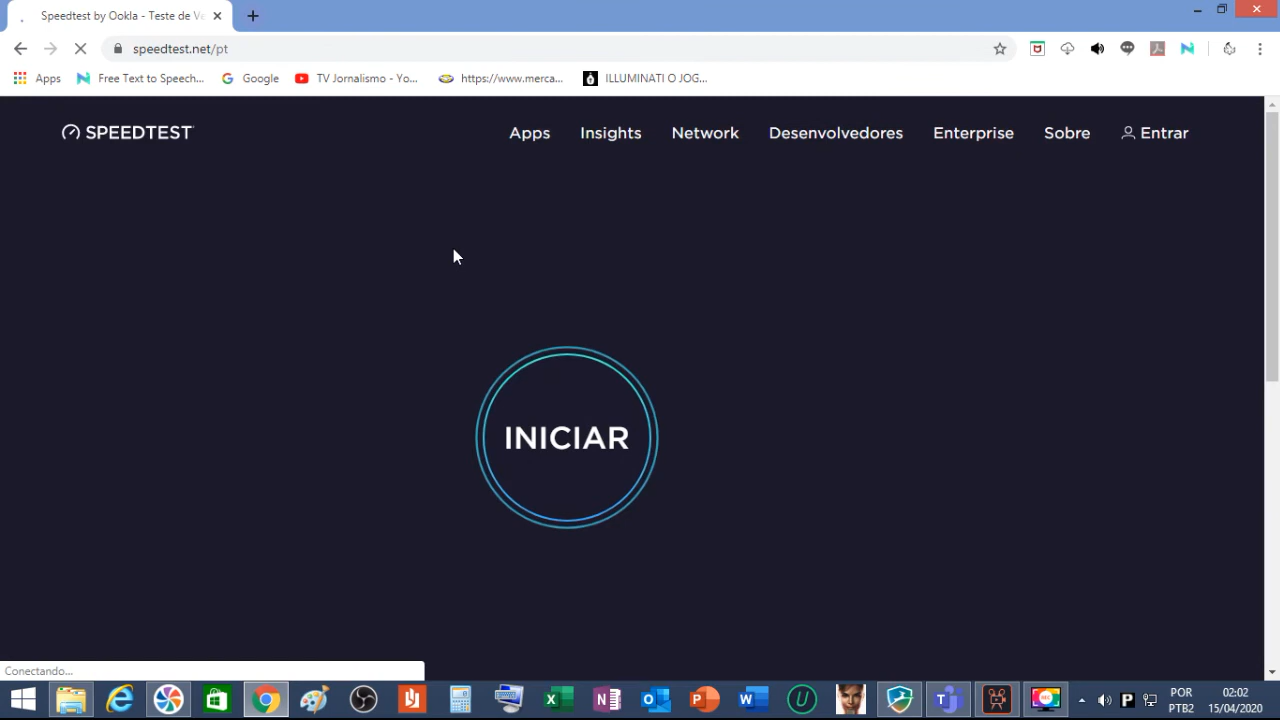 Speedtest by Ookla - Teste de Ve
speedtest.net/pt
Apps
Free Text to Speech...
Google
TV Jornalismo - Yo...
https://www.merca...
ILLUMINATI O JOG...
SPEEDTEST
Apps
Insights
Network
Desenvolvedores
Enterprise
Sobre
Entrar
INICIAR
Conectando...
POR
PTB2
02:02
15/04/2020